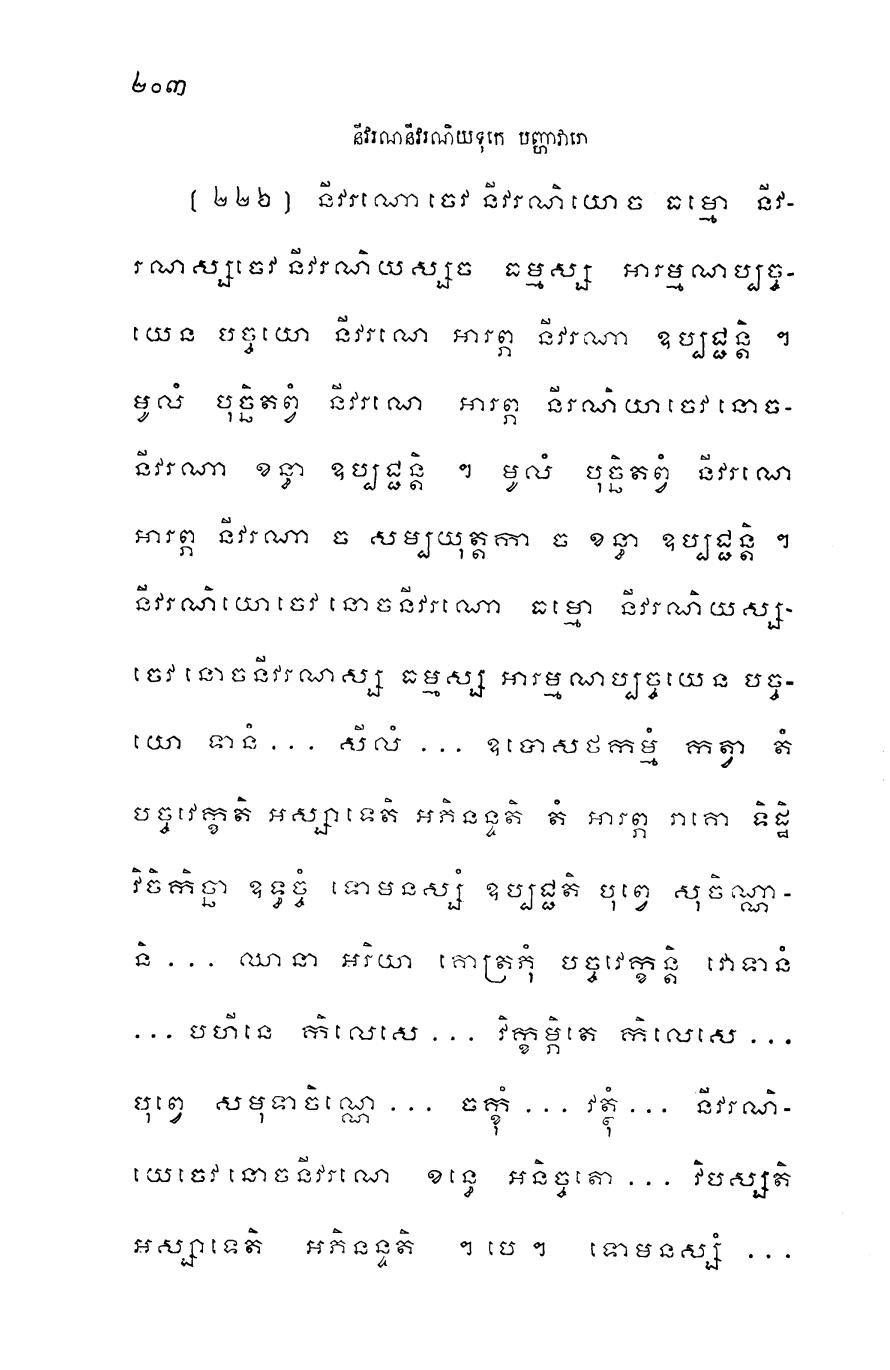 ២០៣
នីវរណនីវរណិយទុកេ បញ្ហាវារោ
[ ២២៦ ] នីវរណោ ចេវ នីវរណិយោ ច ធម្មោ នីវ-
រណស្សចេវ នីវរណិយស្សច ធម្មស្ស អារម្មណប្បច្ច-
យេន បច្ចយោ នីវរណេ អារព្ភ នីវរណា ឧប្បជ្ជន្តិ ។
មូលំ បុច្ឆិតព្វំ នីវរណេ អារព្ភ នីរណិយាចេវ នោច-
នីវរណា ខន្ធា ឧប្បជ្ជន្តិ ។ មូលំ បុច្ឆិតព្វំ នីវរណេ
អារព្ភ នីវរណា ច សម្បយុត្តកា ច ខន្ធា ឧប្បជ្ជន្តិ ។
នីវរណិយោចេវ នោចនីវរណោ ធម្មោ នីវរណិយស្ស-
ចេវ នោចនីវរណស្ស ធម្មស្ស អារម្មណប្បច្ចយេន បច្ច-
យោ ទានំ ... សីលំ ... ឧបោសថកម្មំ កត្វា តំ
បច្ចវេក្ខតិ អស្សាទេតិ អភិនន្ទតិ តំ អារព្ភ រាគោ ទិដ្ឋិ
វិចិកិច្ឆា ឧទ្ធច្ចំ ទោមនស្សំ ឧប្បជ្ជតិ បុព្វេ សុចិណ្ណា-
និ ... ឈានា អរិយា គោត្រភុំ បច្ចវេក្ខន្តិ វោទានំ
... បហីនេ កិលេសេ ... វិក្ខម្ភិតេ កិលេសេ ...
បុព្វេ សមុទាចិណ្ណេ ... ចក្ខុំ ... វត្ថុំ ... នីវរណិ-
យេចេវ នោចនីវរណេ ខន្ធេ អនិច្ចតោ ... វិបស្សតិ
អស្សាទេតិ អភិនន្ទតិ ។ បេ ។ ទោមនស្សំ ...